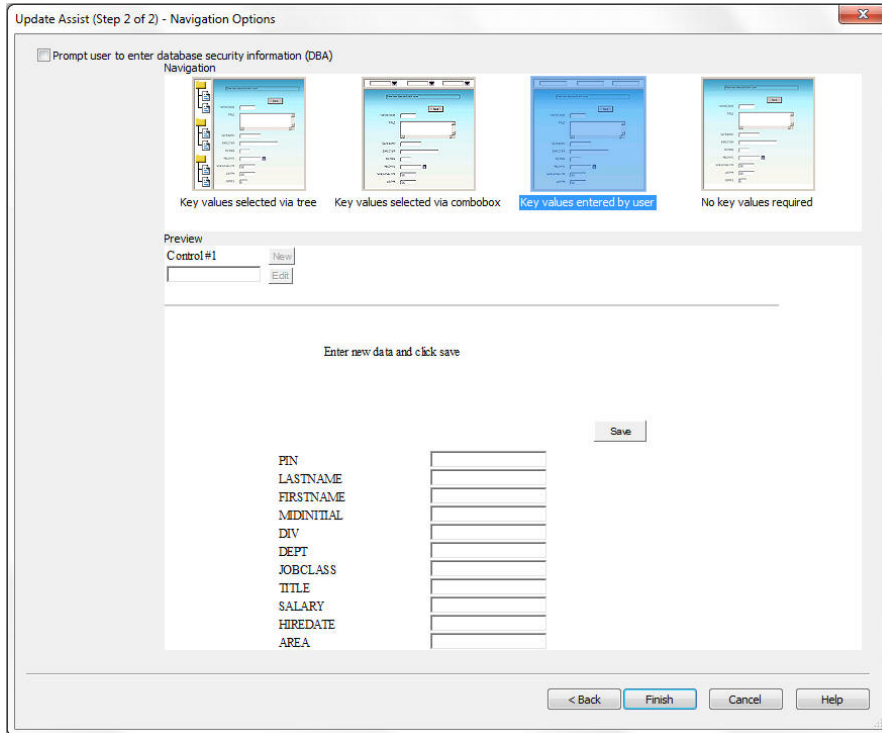 Update Assist (Step 2 of 2) - Navigation Options
Prompt user to enter database security information (DBA)
Navigation
Key values selected via tree
Key values selected via combobox
Key values entered by user
No key values required
Preview
Control #1
New
Edit
Enter new data and click save
Save
PIN
LASTNAME
FIRSTNAME
MIDINITIAL
DIV
DEPT
JOBCLASS
TITLE
SALARY
HIREDATE
AREA
< Back
Finish
Cancel
Help